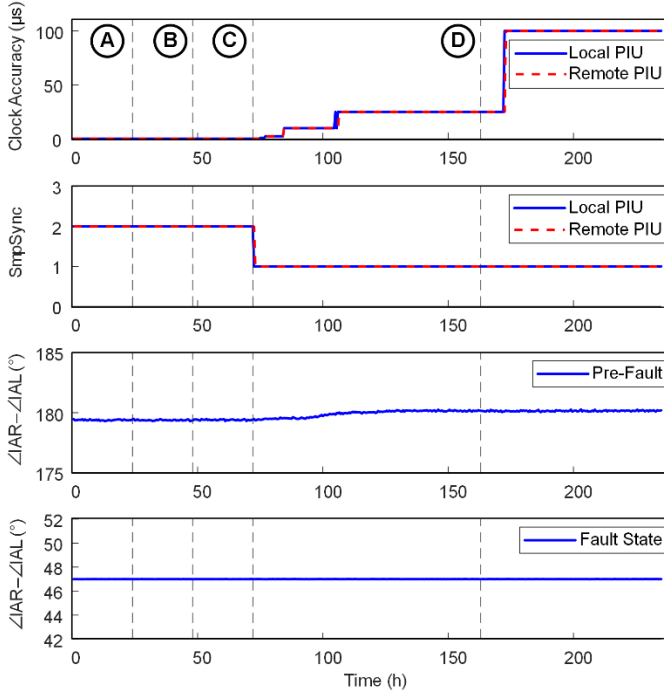 Clock Accuracy (µs)
100
50
0
A
B
C
D
Local PIU
Remote PIU
0
50
100
150
200
SmpSync
3
2
1
0
Local PIU
Remote PIU
0
50
100
150
200
∠IAR–∠IAL (°)
185
180
175
Pre-Fault
0
50
100
150
200
∠IAR–∠IAL (°)
52
50
48
46
44
42
Fault State
0
50
100
150
200
Time (h)